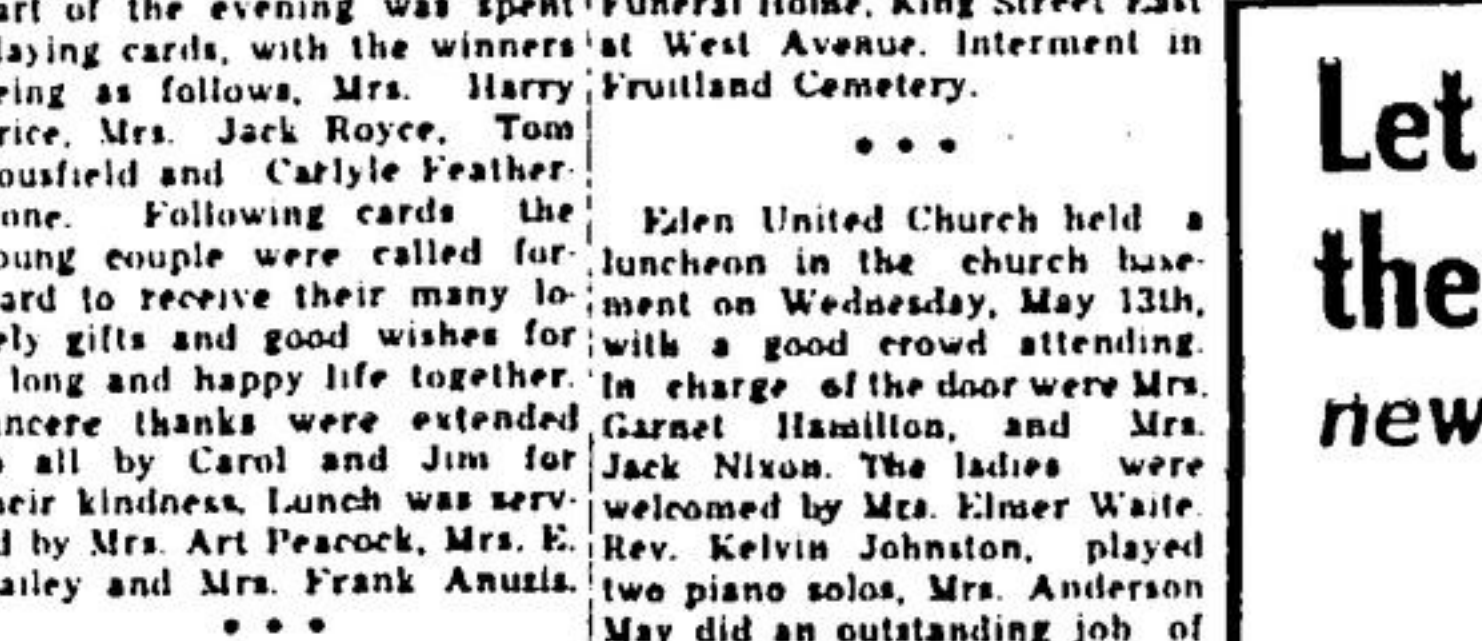 art of the evening was spent
laying cards, with the winners
eing as follows, Mrs. Harry
rice, Mrs. Jack Royce, Tom
ousfield and Carlyle Feather-
one. Following cards the
oung couple were called for-
ard to receive their many lo-
ely gifts and good wishes for
long and happy life together.
ncere thanks were extended
o all by Carol and Jim for
heir kindness. Lunch was serv-
d by Mrs. Art Peacock, Mrs. E.
ailey and Mrs. Frank Anuzis.
• • •
Funeral Home, King Street East
at West Avenue. Interment in
Fruitland Cemetery.
• • •
Eden United Church held a
luncheon in the church base-
ment on Wednesday, May 13th,
with a good crowd attending.
In charge of the door were Mrs.
Garnet Hamilton, and Mrs.
Jack Nixon. The ladies were
welcomed by Mrs. Elmer Waite.
Rev. Kelvin Johnston, played
two piano solos, Mrs. Anderson
May did an outstanding job of
Let
the
new